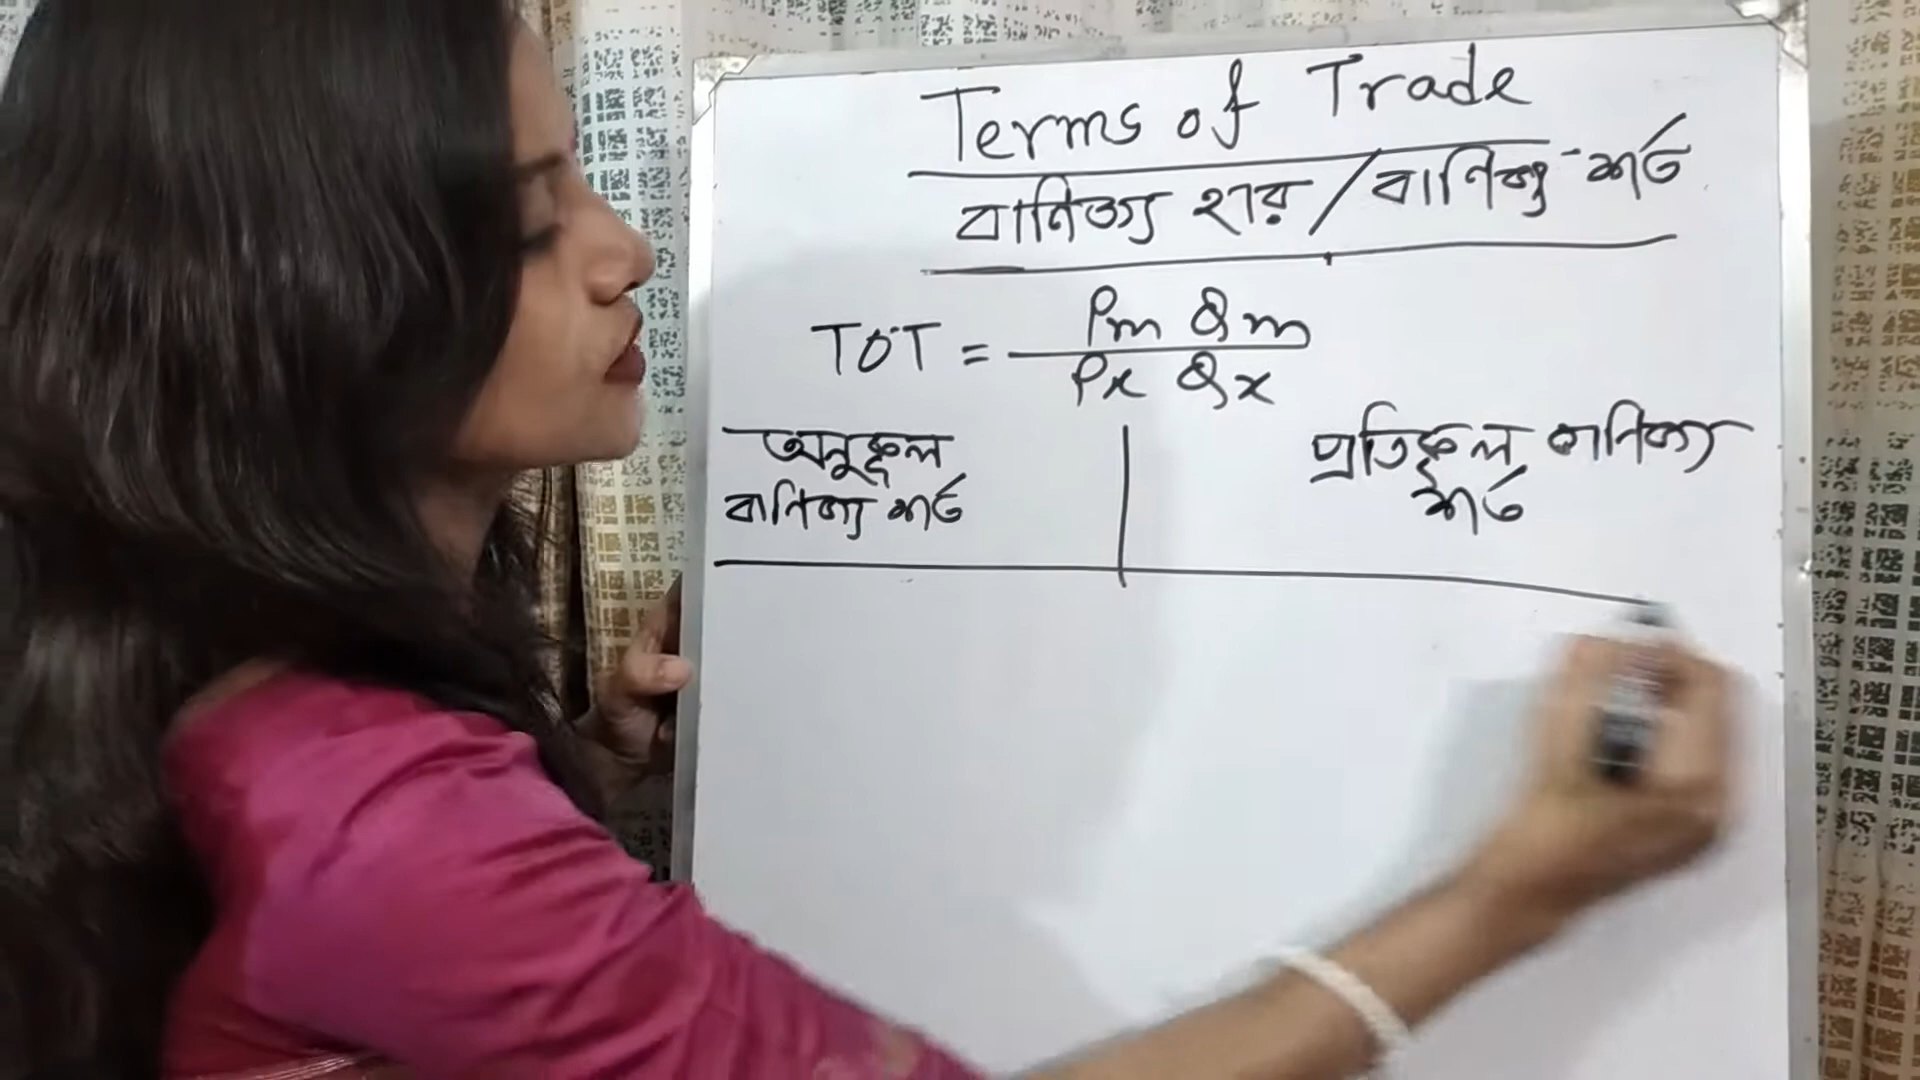 Terms of Trade
বানিজ্য হার / বানিজ্য শর্ত
TOT = Pm Qm
Px Qx
অনুকূল
বানিজ্য শর্ত
প্রতিকূল বানিজ্য
শর্ত